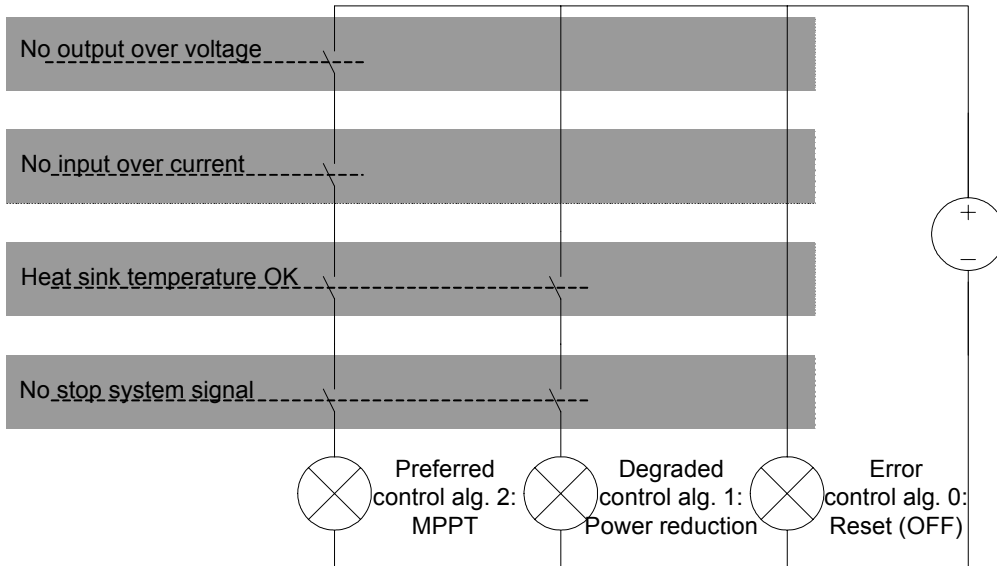 No output over voltage
No input over current
Heat sink temperature OK
No stop system signal
Preferred
control alg. 2:
MPPT
Degraded
control alg. 1:
Power reduction
Error
control alg. 0:
Reset (OFF)
+
−